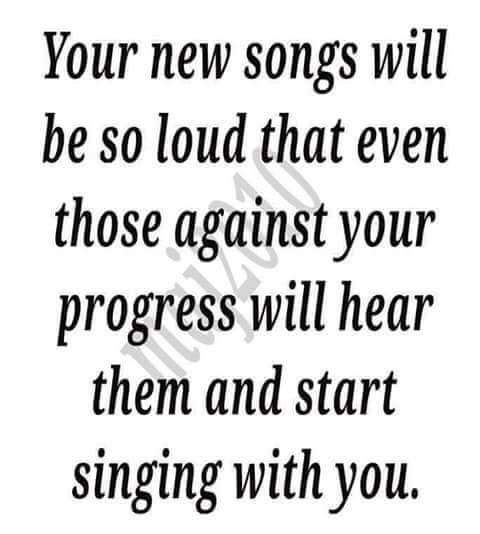 Your new songs will
be so loud that even
those against your
progress will hear
them and start
singing with you.